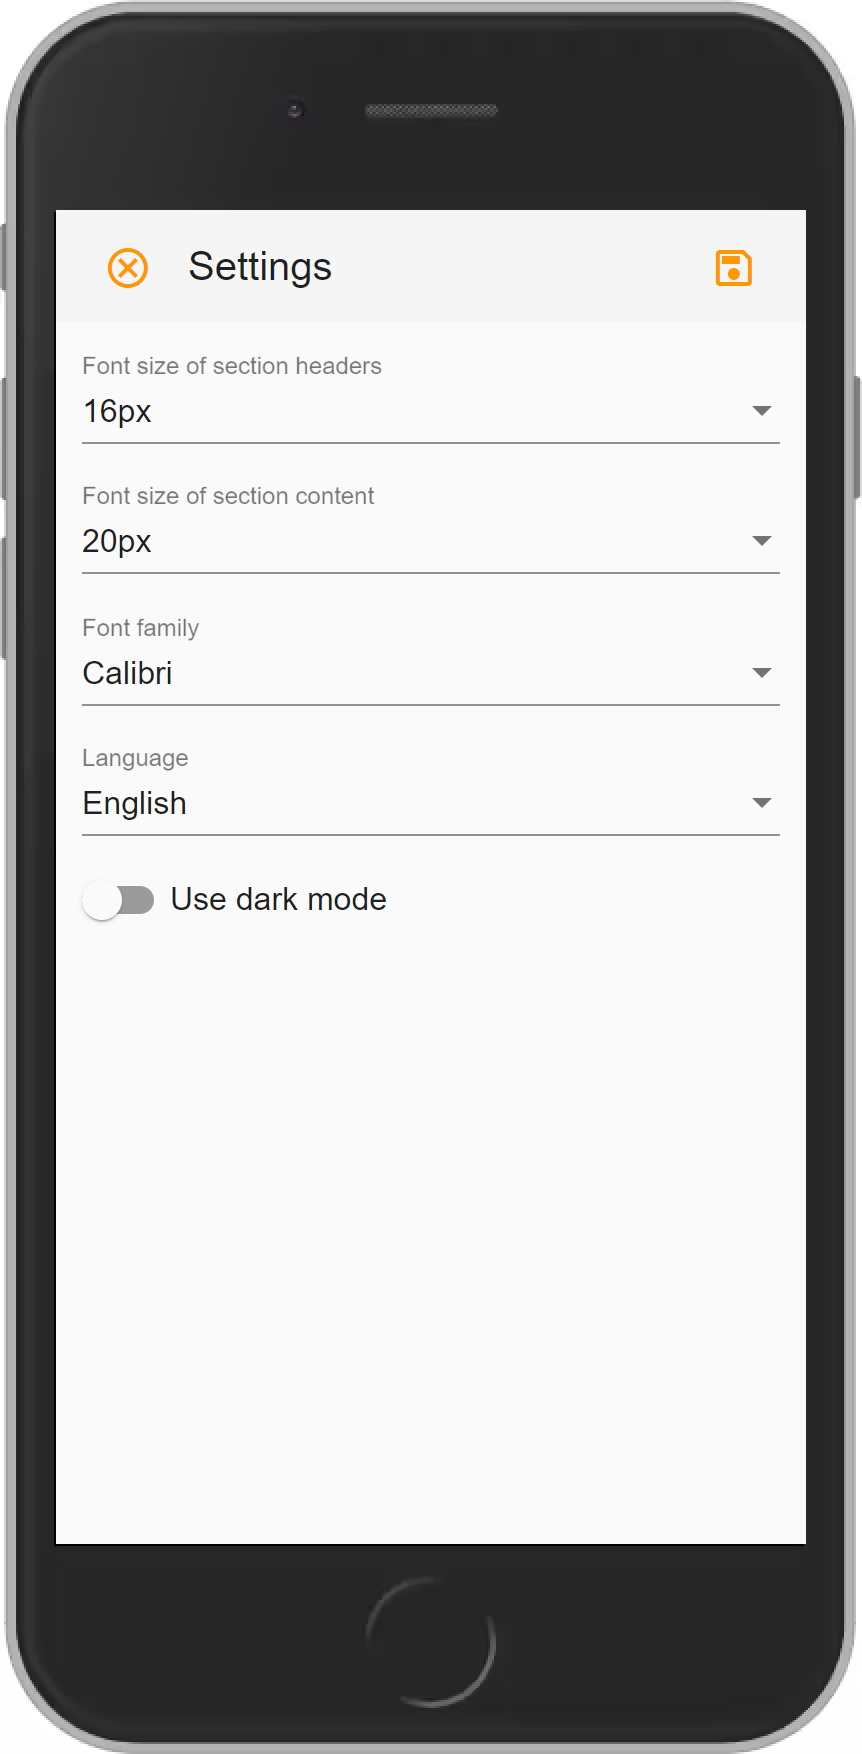 Settings
Font size of section headers
16px
Font size of section content
20px
Font family
Calibri
Language
English
Use dark mode